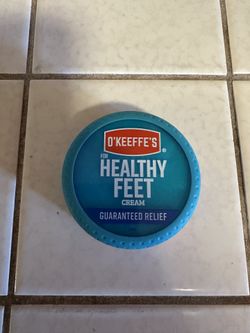 O'KEEFFE'S®
FOR
HEALTHY
FEET
CREAM
GUARANTEED RELIEF